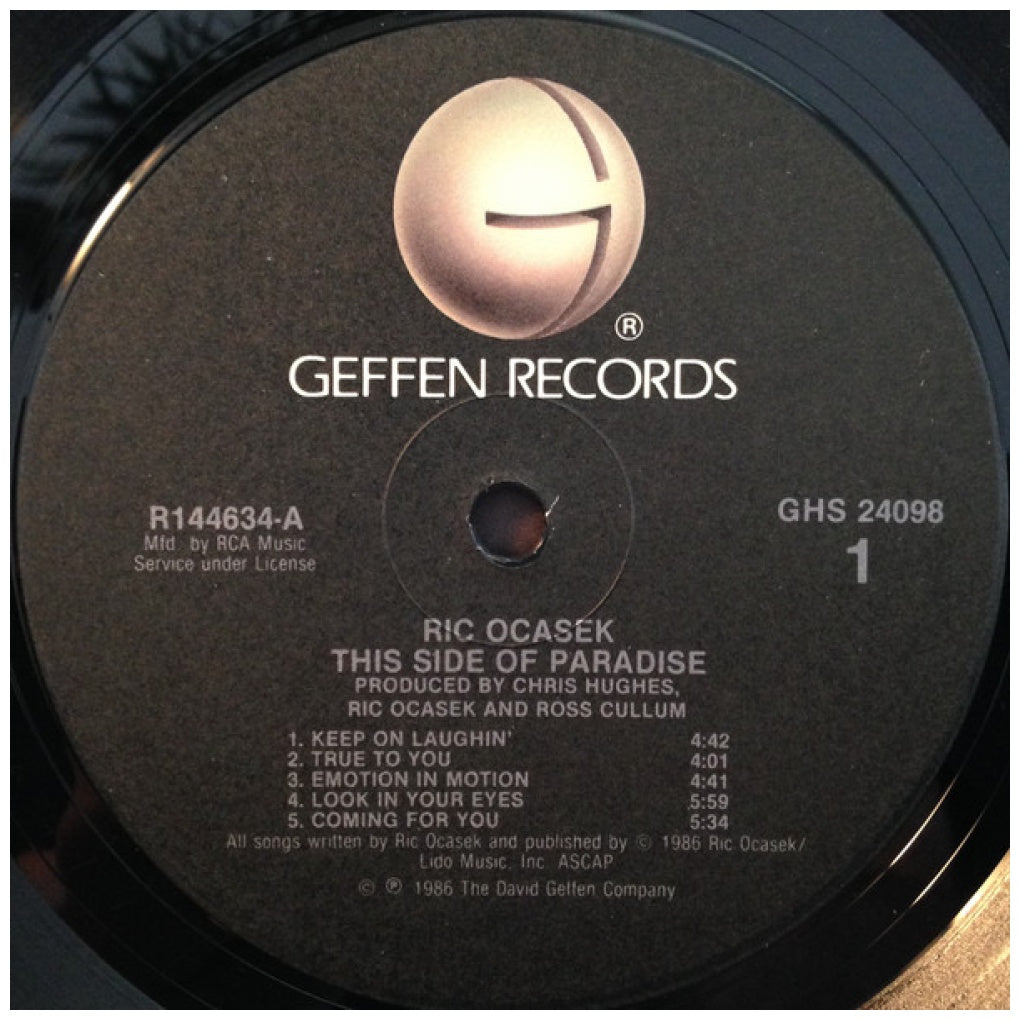 ®
GEFFEN RECORDS
R144634-A
Mfd. by RCA Music
Service under License
GHS 24098
1
RIC OCASEK
THIS SIDE OF PARADISE
PRODUCED BY CHRIS HUGHES,
RIC OCASEK AND ROSS CULLUM
1. KEEP ON LAUGHIN' 4:42
2. TRUE TO YOU 4:01
3. EMOTION IN MOTION 4:41
4. LOOK IN YOUR EYES 5:59
5. COMING FOR YOU 5:34
All songs written by Ric Ocasek and published by © 1986 Ric Ocasek/
Lido Music, Inc. ASCAP
© ℗ 1986 The David Geffen Company